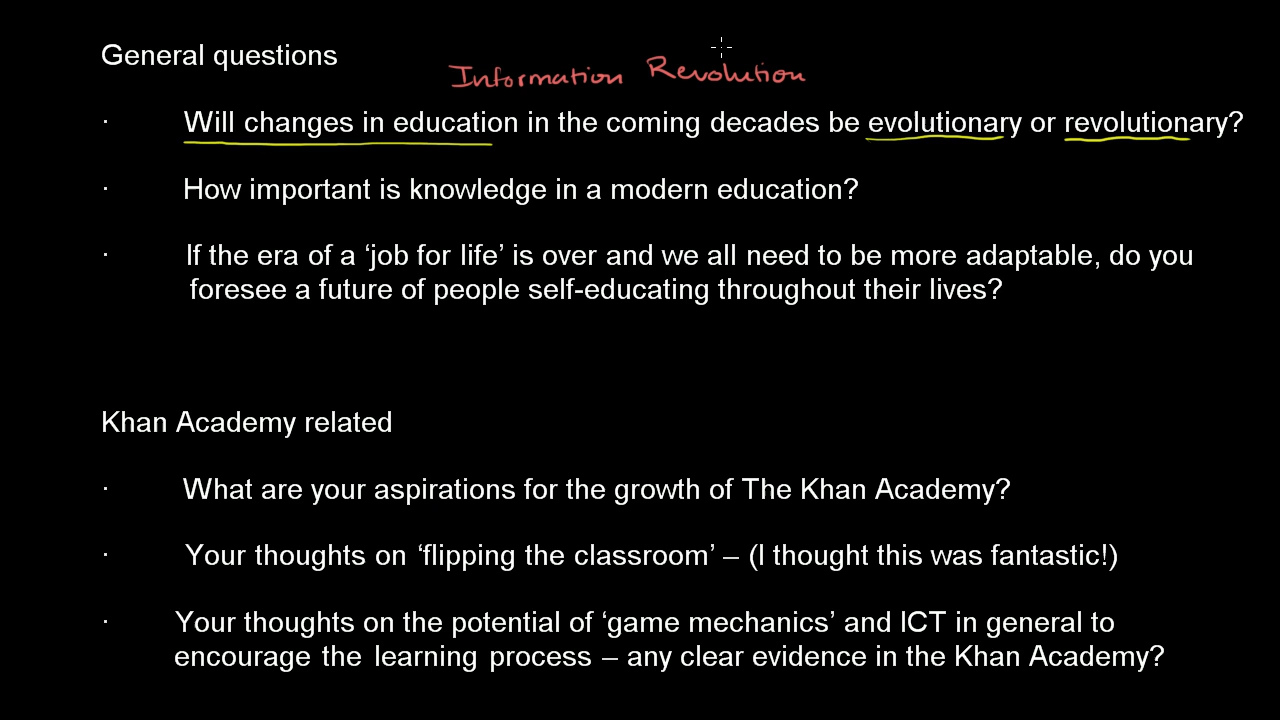 General questions
Information Revolution
· Will changes in education in the coming decades be evolutionary or revolutionary?
· How important is knowledge in a modern education?
· If the era of a ‘job for life’ is over and we all need to be more adaptable, do you
foresee a future of people self-educating throughout their lives?
Khan Academy related
· What are your aspirations for the growth of The Khan Academy?
· Your thoughts on ‘flipping the classroom’ – (I thought this was fantastic!)
· Your thoughts on the potential of ‘game mechanics’ and ICT in general to
encourage the learning process – any clear evidence in the Khan Academy?